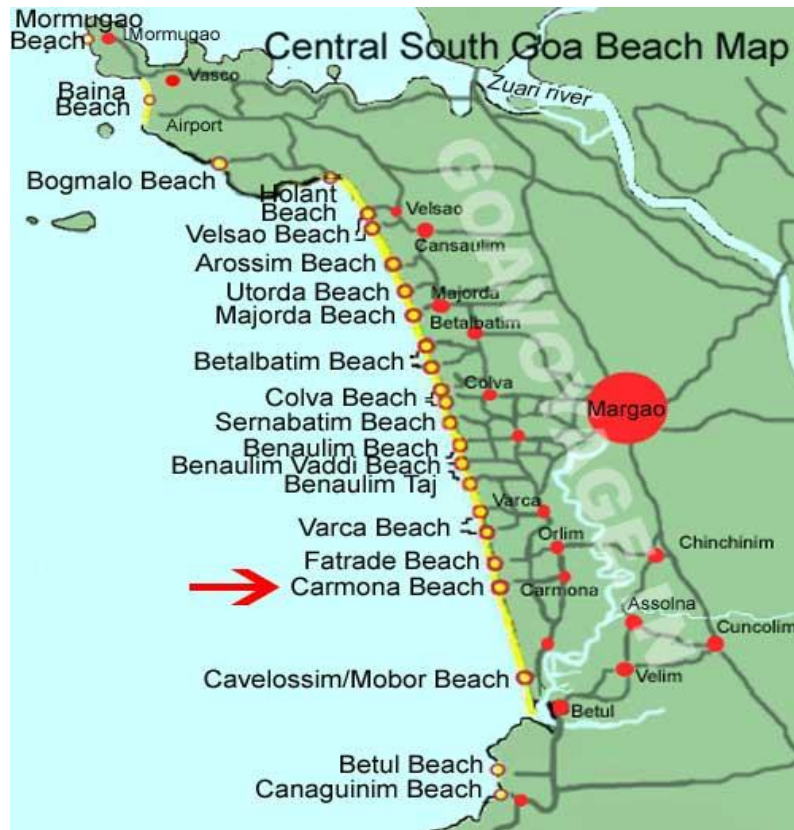 Central South Goa Beach Map
Mormugao
Beach
Mormugao
Vasco
Baina
Beach
Airport
Zuari river
Bogmalo Beach
Holant
Beach
Velsao
Velsao Beach
Cansaulim
Arossim Beach
Utorda Beach
Majorda
Majorda Beach
Betalbatim
Betalbatim Beach
Colva
Colva Beach
Margao
Sernabatim Beach
Benaulim Beach
Benaulim Vaddi Beach
Benaulim Taj
Varca
Varca Beach
Orlim
Chinchinim
Fatrade Beach
Carmona Beach
Carmona
Assolna
Cuncolim
Cavelossim/Mobor Beach
Velim
Betul
Betul Beach
Canaguinim Beach
GOAVOYAGE.IN